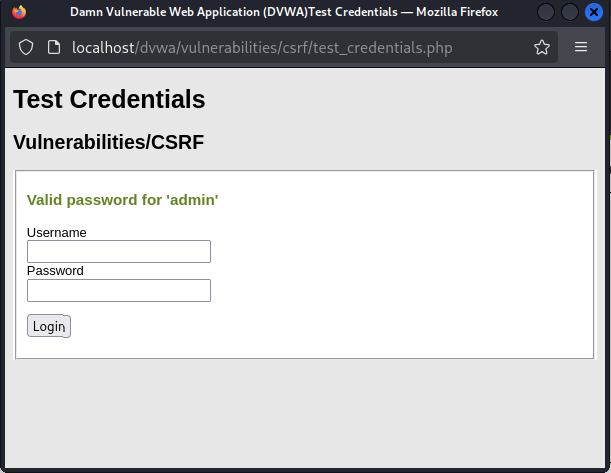 Damn Vulnerable Web Application (DVWA)Test Credentials — Mozilla Firefox
localhost/dvwa/vulnerabilities/csrf/test_credentials.php
Test Credentials
Vulnerabilities/CSRF
Valid password for 'admin'
Username
Password
Login